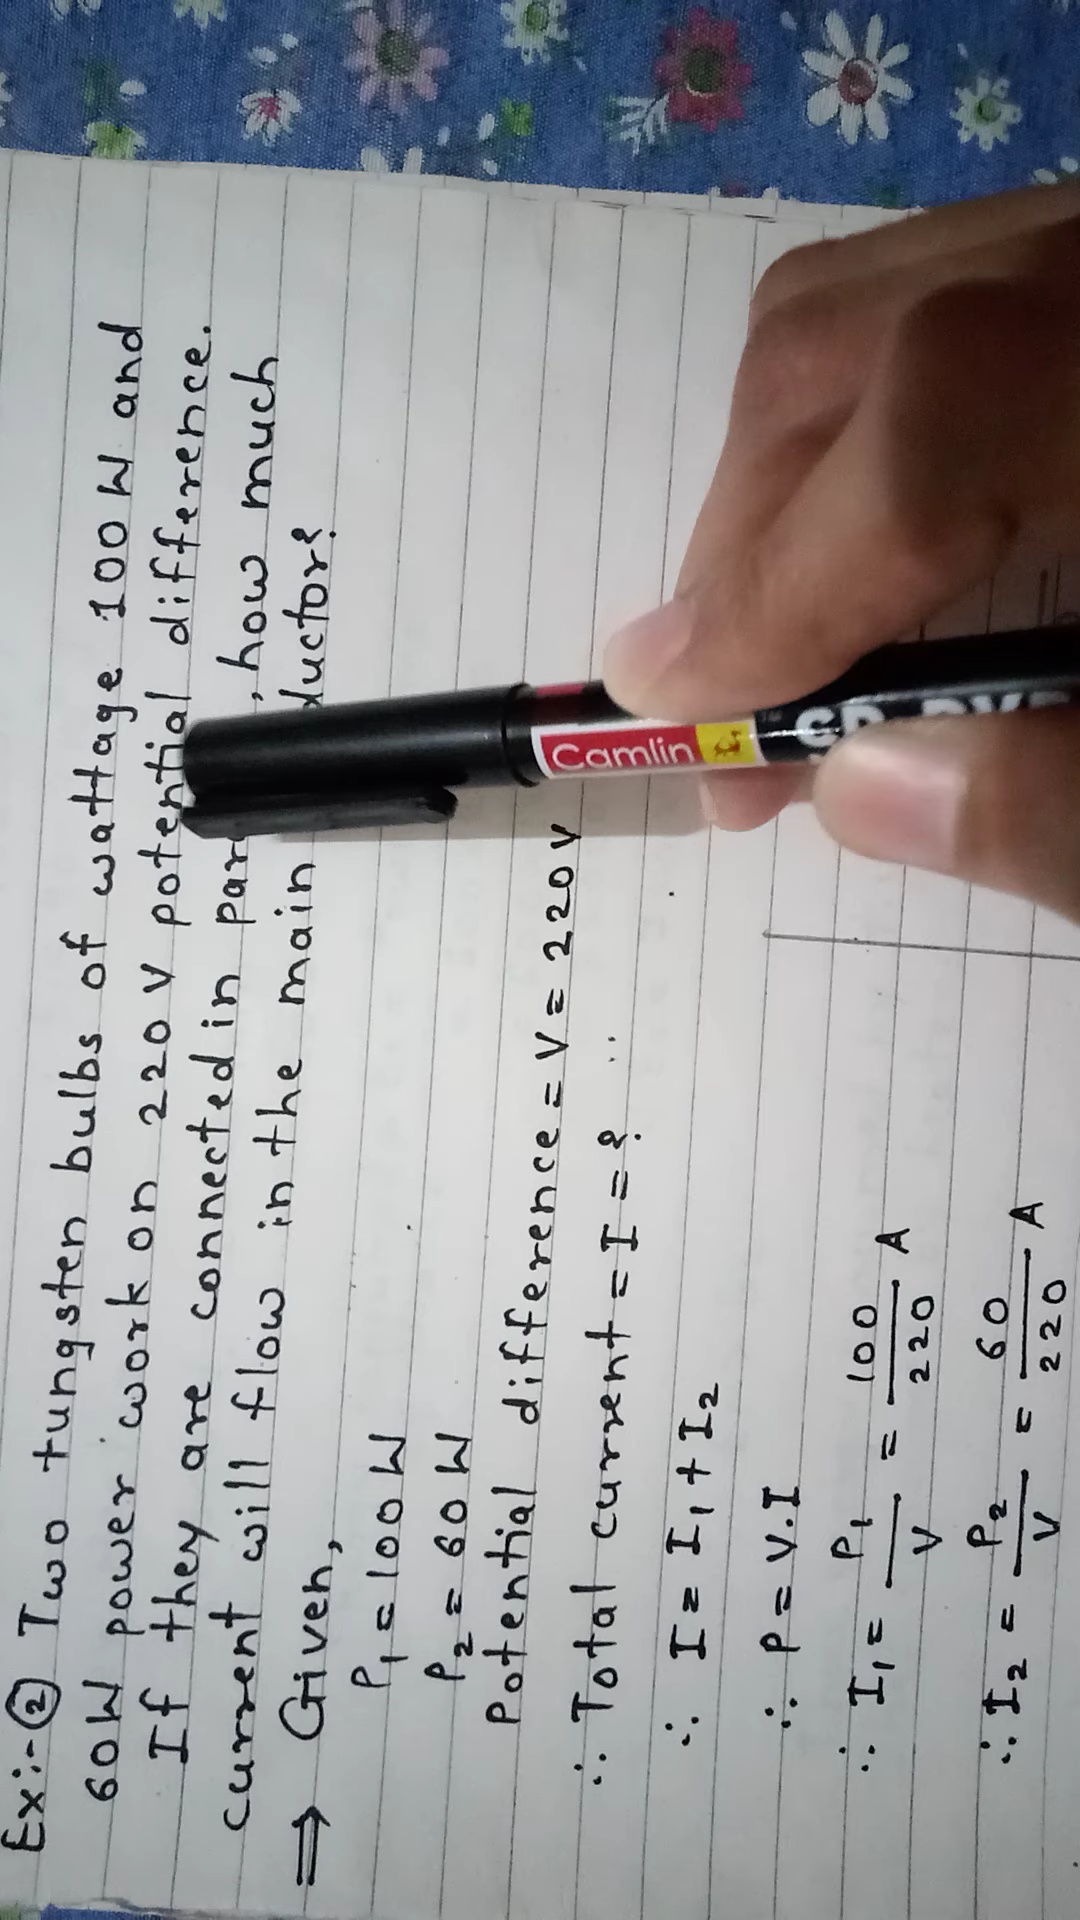 Ex:-② Two tungsten bulbs of wattage 100 W and
60W power work on 220 V potential difference.
If they are connected in par , how much
current will flow in the main ductor?
⇒ Given,
P₁ = 100 W
P₂ = 60 W
Potential difference = V = 220 V
∴ Total current = I = ?
∴ I = I₁ + I₂
∴ P = V.I
∴ I₁ = P₁/V = 100/220 A
∴ I₂ = P₂/V = 60/220 A
Camlin